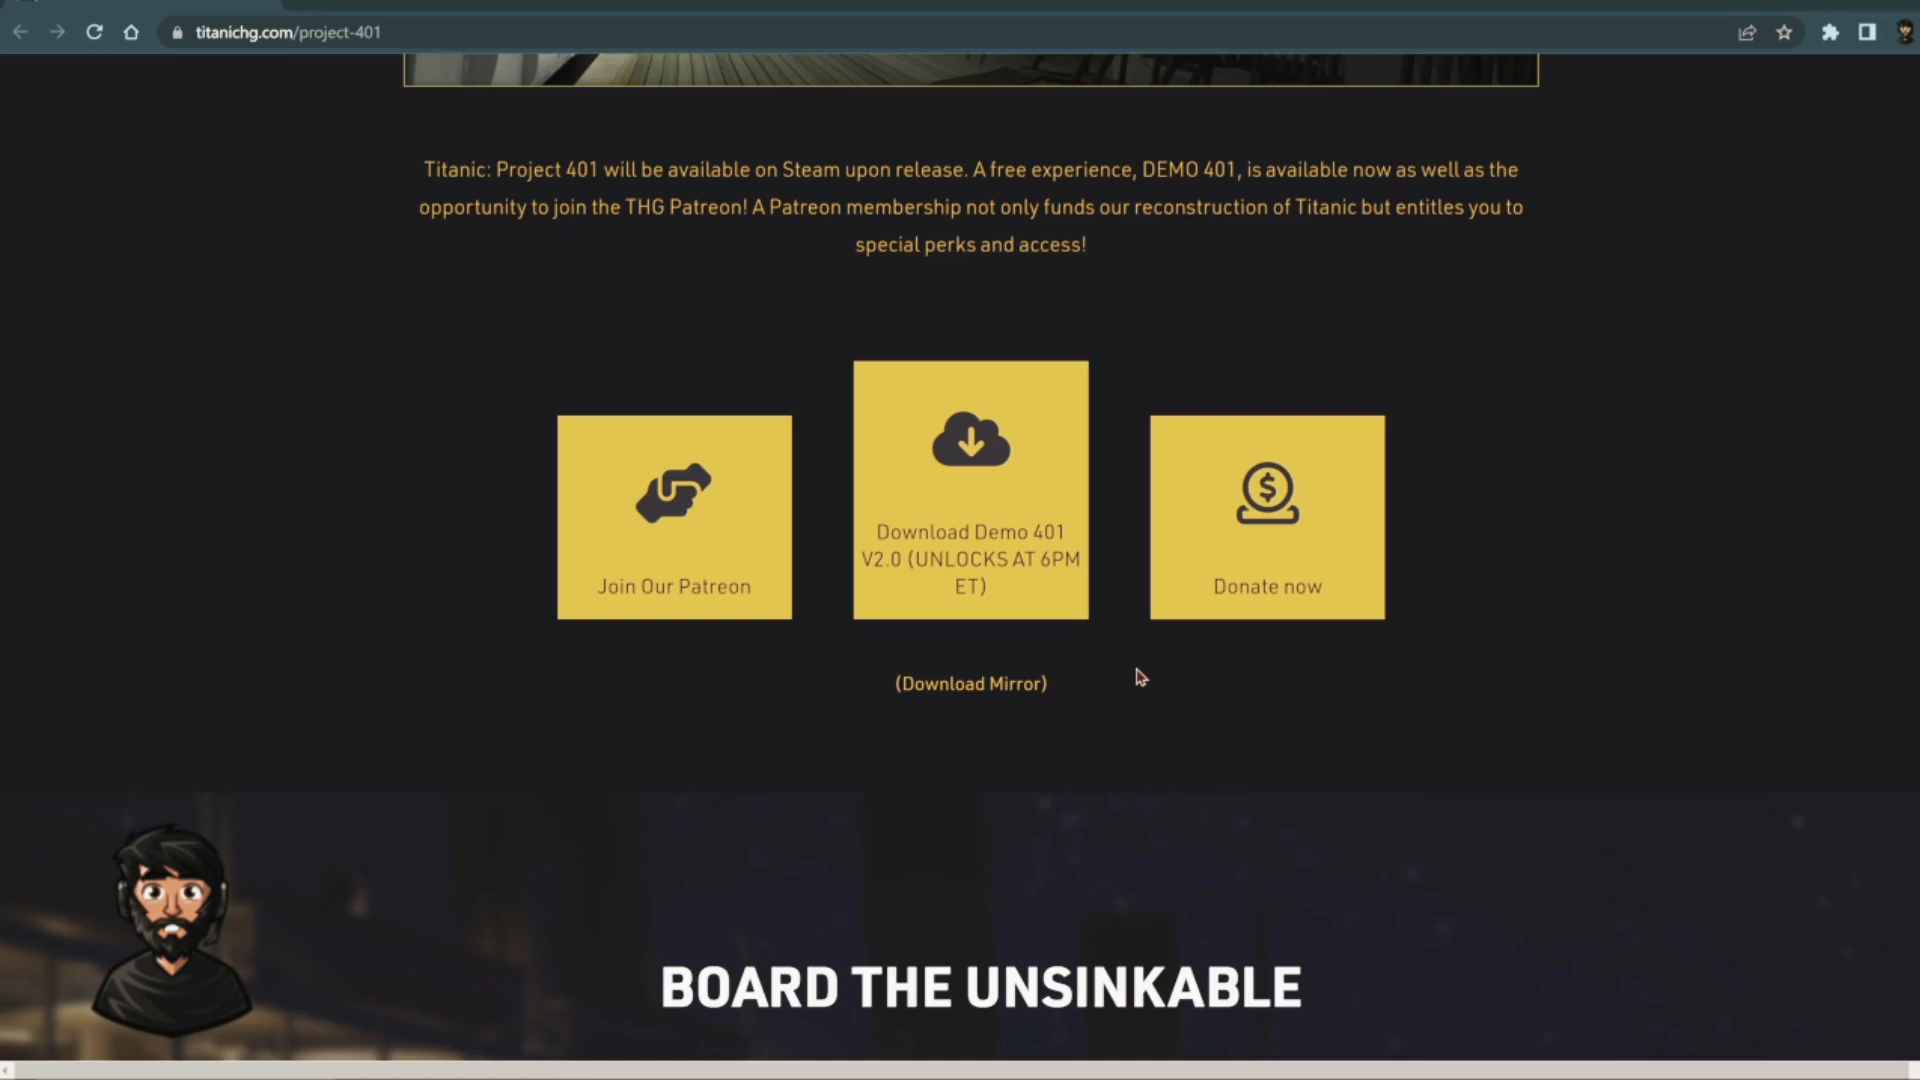 titanichg.com/project-401
Titanic: Project 401 will be available on Steam upon release. A free experience, DEMO 401, is available now as well as the
opportunity to join the THG Patreon! A Patreon membership not only funds our reconstruction of Titanic but entitles you to
special perks and access!
Join Our Patreon
Download Demo 401
V2.0 (UNLOCKS AT 6PM
ET)
Donate now
(Download Mirror)
BOARD THE UNSINKABLE